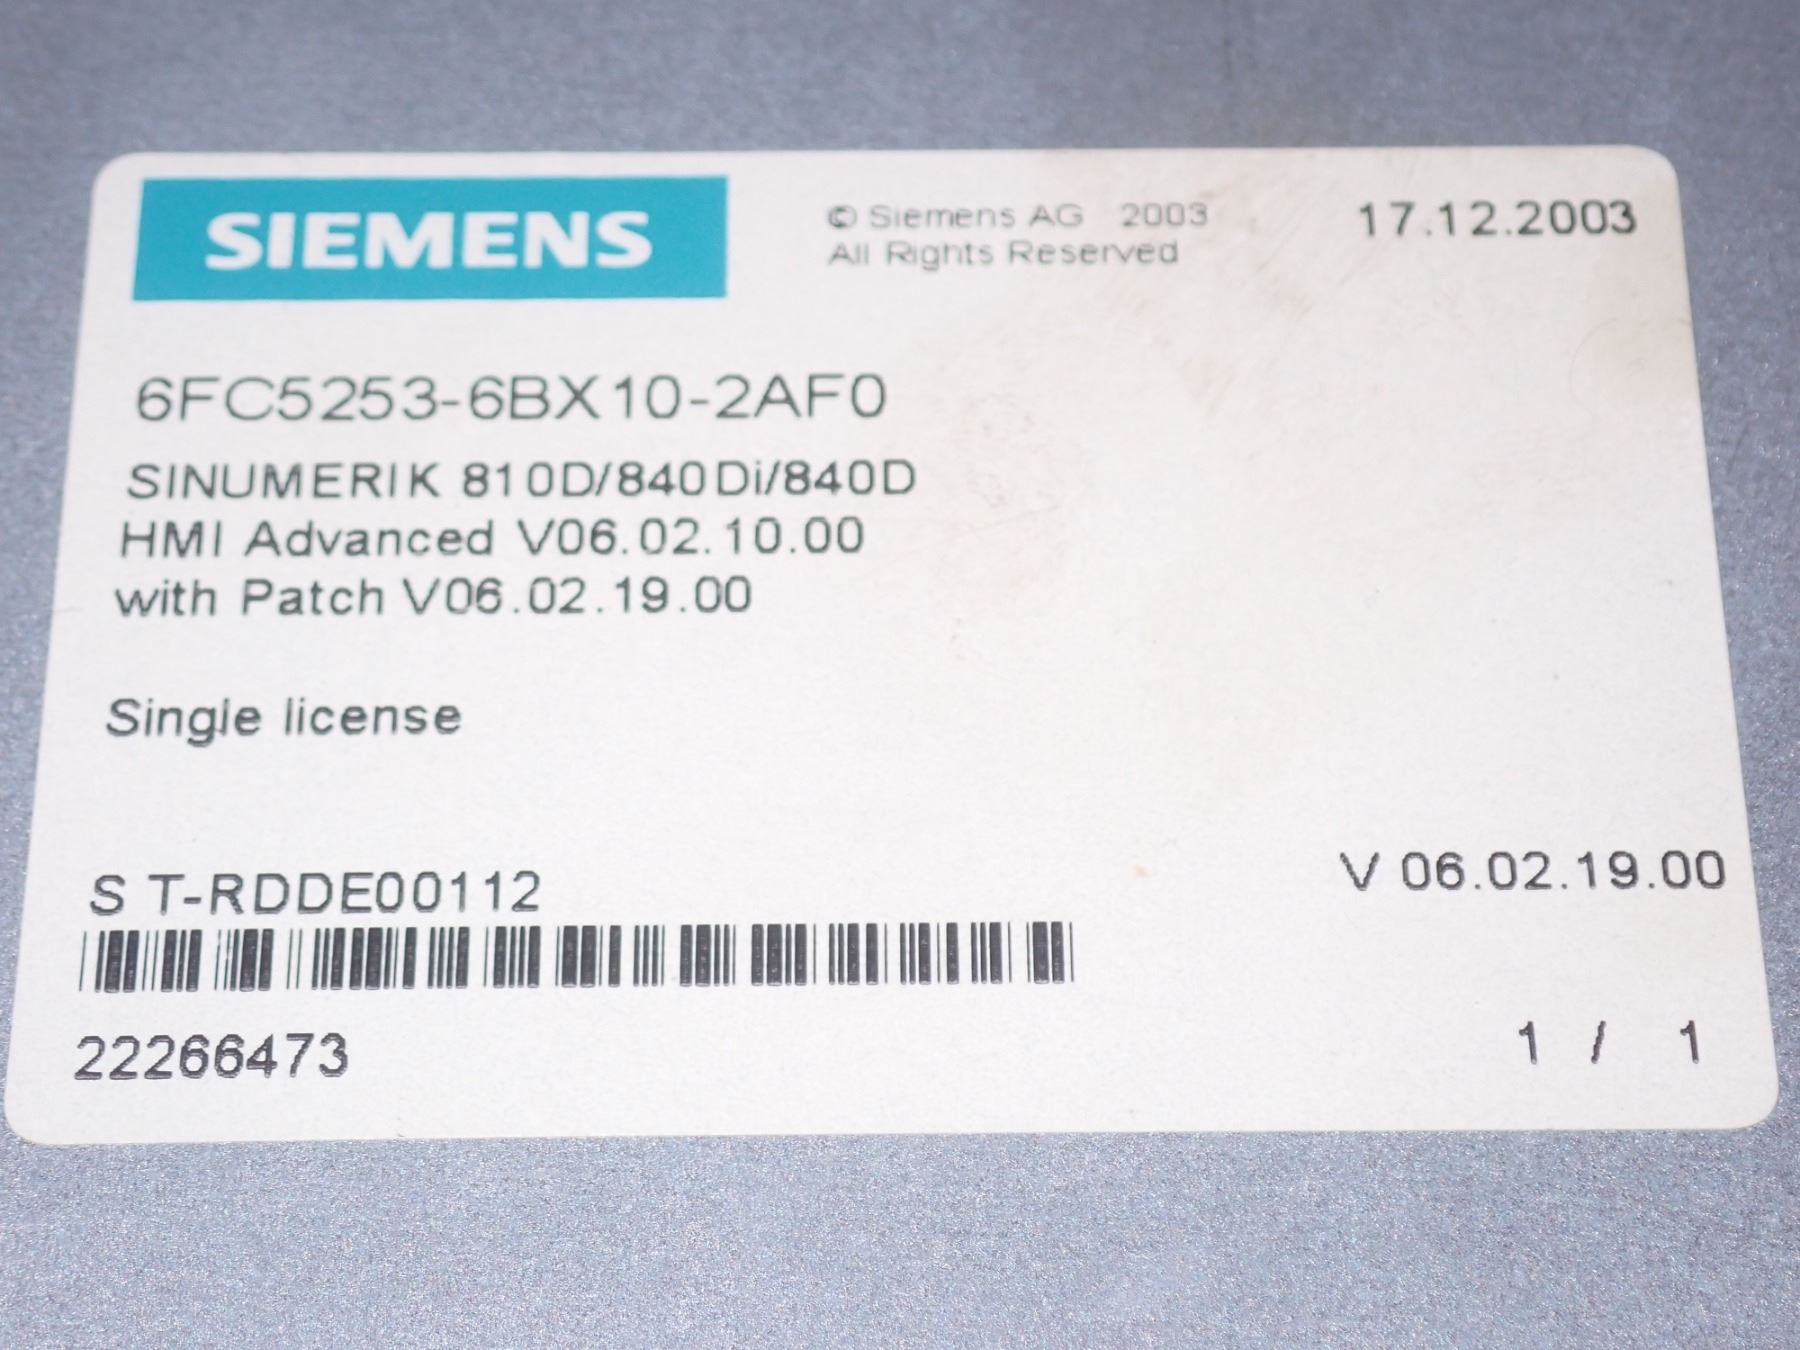 SIEMENS
© Siemens AG 2003
All Rights Reserved
17.12.2003
6FC5253-6BX10-2AF0
SINUMERIK 810D/840Di/840D
HMI Advanced V06.02.10.00
with Patch V06.02.19.00
Single license
S T-RDDE00112
V 06.02.19.00
22266473
1 / 1